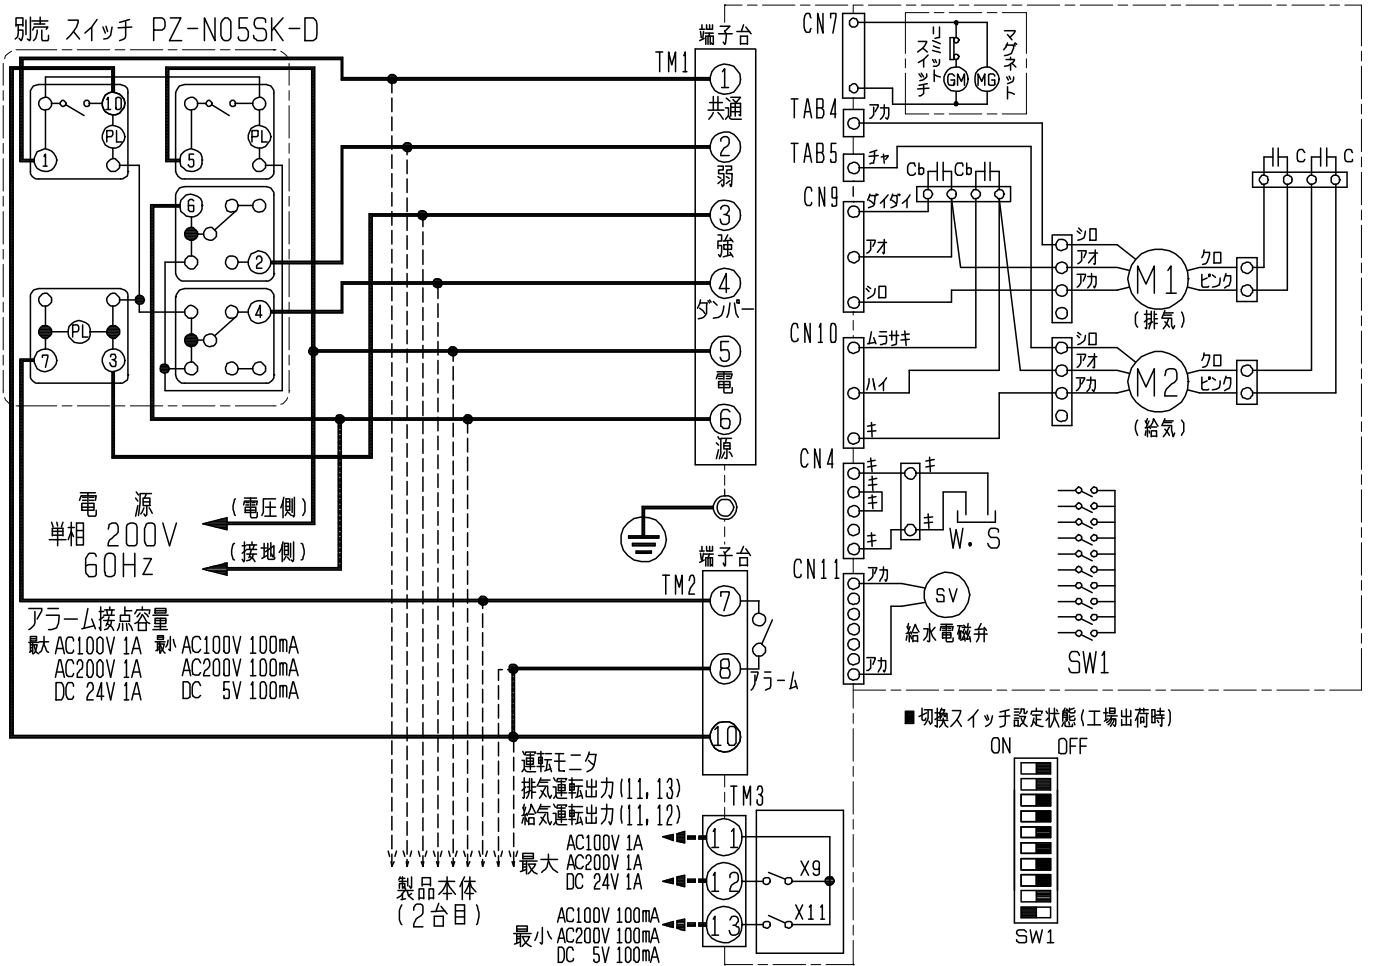 別売 スイッチ PZ-N05SK-D
10
PL
1
PL
5
6
2
4
PL
7
3
端子台
TM1
1
共通
2
弱
3
強
4
ダンパー
5
電
6
源
電 源
単相 200V
60Hz
(電圧側)
(接地側)
アラーム接点容量
最大 AC100V 1A 最小 AC100V 100mA
AC200V 1A AC200V 100mA
DC 24V 1A DC 5V 100mA
端子台
TM2
7
8
アラーム
10
運転モニタ
排気運転出力(11,13)
給気運転出力(11,12)
AC100V 1A
最大 AC200V 1A
DC 24V 1A
AC100V 100mA
最小 AC200V 100mA
DC 5V 100mA
製品本体
(2台目)
TM3
11
12
13
X9
X11
CN7
リミット
スイッチ
GM
MG
マグネット
TAB4
アカ
TAB5
チャ
CN9
ダイダイ
アオ
シロ
Cb
Cb
CN10
ムラサキ
ハイ
キ
CN4
キ
キ
キ
キ
キ
キ
W.S
CN11
アカ
アカ
SV
給水電磁弁
シロ
アオ
アカ
M1
(排気)
クロ
ピンク
シロ
アオ
アカ
M2
(給気)
クロ
ピンク
C
C
SW1
■切換スイッチ設定状態(工場出荷時)
ON OFF
SW1